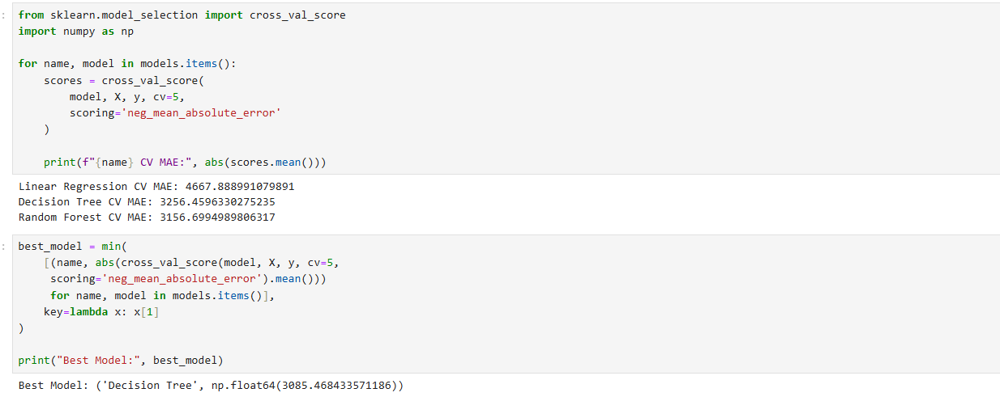 :
from sklearn.model_selection import cross_val_score
import numpy as np
for name, model in models.items():
    scores = cross_val_score(
        model, X, y, cv=5,
        scoring='neg_mean_absolute_error'
    )
    print(f"{name} CV MAE:", abs(scores.mean()))
Linear Regression CV MAE: 4667.888991079891
Decision Tree CV MAE: 3256.4596330275235
Random Forest CV MAE: 3156.6994989806317
:
best_model = min(
    [(name, abs(cross_val_score(model, X, y, cv=5,
     scoring='neg_mean_absolute_error').mean()))
     for name, model in models.items()],
    key=lambda x: x[1]
)
print("Best Model:", best_model)
Best Model: ('Decision Tree', np.float64(3085.468433571186))